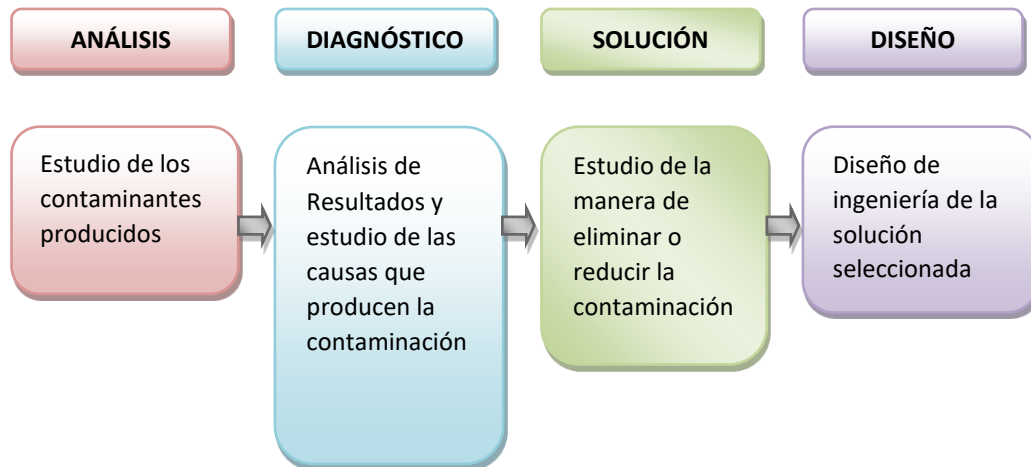 ANÁLISIS
DIAGNÓSTICO
SOLUCIÓN
DISEÑO
Estudio de los
contaminantes
producidos
Análisis de
Resultados y
estudio de las
causas que
producen la
contaminación
Estudio de la
manera de
eliminar o
reducir la
contaminación
Diseño de
ingeniería de la
solución
seleccionada